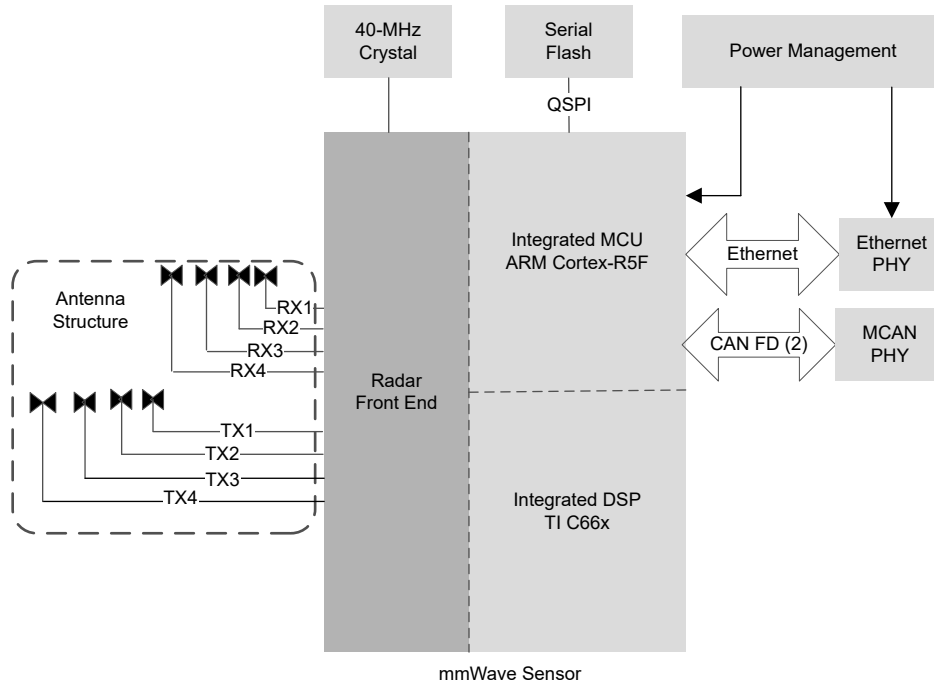 40-MHz
Crystal
Serial
Flash
Power Management
QSPI
Integrated MCU
ARM Cortex-R5F
Ethernet
Ethernet
PHY
Antenna
Structure
RX1
RX2
RX3
RX4
CAN FD (2)
MCAN
PHY
Radar
Front End
TX1
TX2
TX3
TX4
Integrated DSP
TI C66x
mmWave Sensor